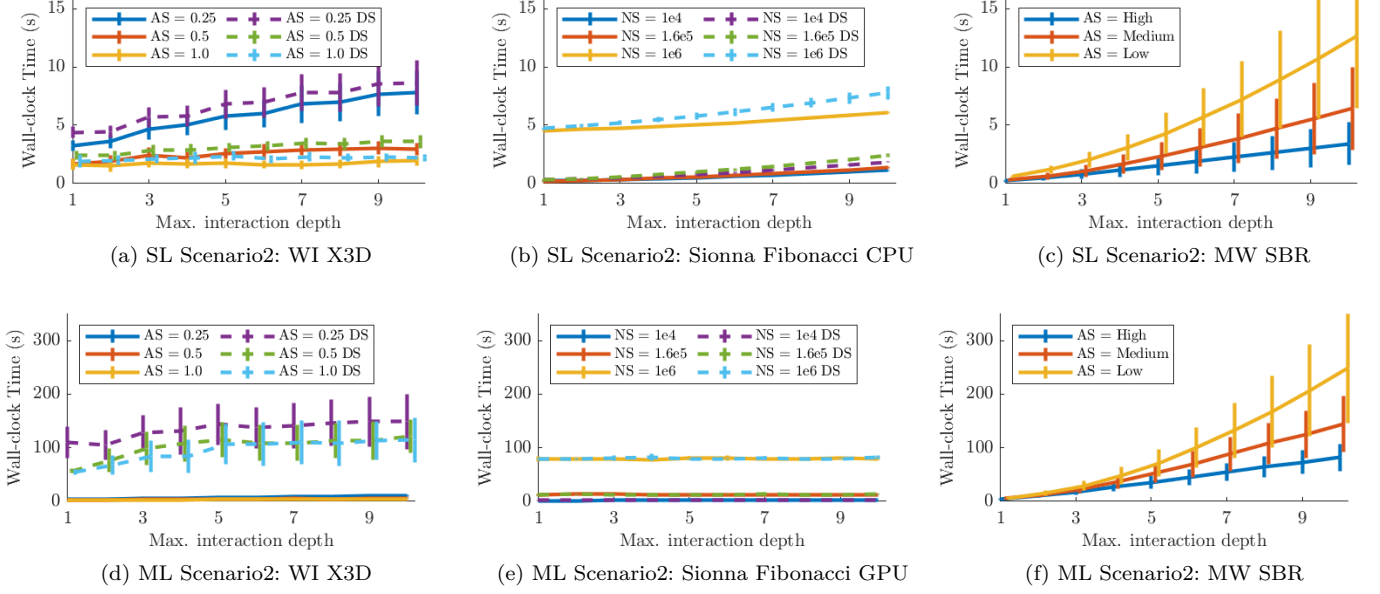 15
10
5
0
Wall-clock Time (s)
AS = 0.25
AS = 0.5
AS = 1.0
AS = 0.25 DS
AS = 0.5 DS
AS = 1.0 DS
1 3 5 7 9
Max. interaction depth
(a) SL Scenario2: WI X3D
15
10
5
0
Wall-clock Time (s)
NS = 1e4
NS = 1.6e5
NS = 1e6
NS = 1e4 DS
NS = 1.6e5 DS
NS = 1e6 DS
1 3 5 7 9
Max. interaction depth
(b) SL Scenario2: Sionna Fibonacci CPU
15
10
5
0
Wall-clock Time (s)
AS = High
AS = Medium
AS = Low
1 3 5 7 9
Max. interaction depth
(c) SL Scenario2: MW SBR
300
200
100
0
Wall-clock Time (s)
AS = 0.25
AS = 0.5
AS = 1.0
AS = 0.25 DS
AS = 0.5 DS
AS = 1.0 DS
1 3 5 7 9
Max. interaction depth
(d) ML Scenario2: WI X3D
300
200
100
0
Wall-clock Time (s)
NS = 1e4
NS = 1.6e5
NS = 1e6
NS = 1e4 DS
NS = 1.6e5 DS
NS = 1e6 DS
1 3 5 7 9
Max. interaction depth
(e) ML Scenario2: Sionna Fibonacci GPU
300
200
100
0
Wall-clock Time (s)
AS = High
AS = Medium
AS = Low
1 3 5 7 9
Max. interaction depth
(f) ML Scenario2: MW SBR